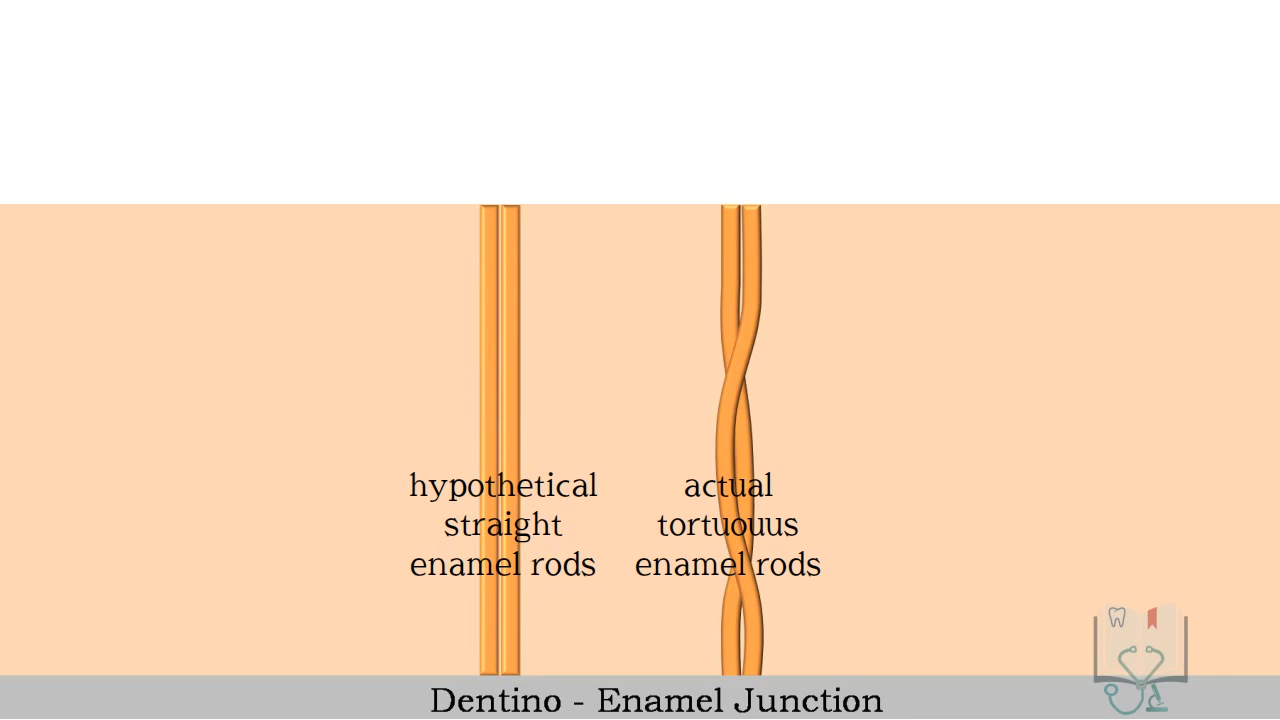 hypothetical
straight
enamel rods
actual
tortuouus
enamel rods
Dentino - Enamel Junction